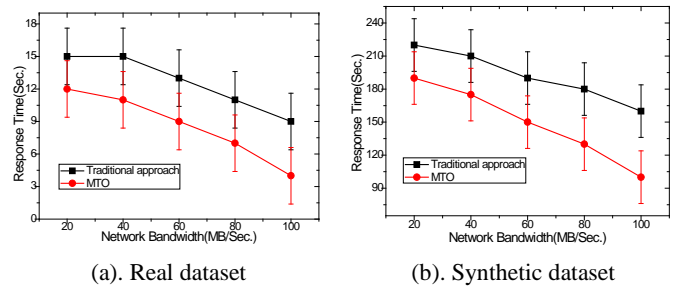 18
15
12
9
6
3
0
Response Time(Sec.)
Traditional approach
MTO
20 40 60 80 100
Network Bandwidth(MB/Sec.)
(a). Real dataset
240
210
180
150
120
90
Response Time(Sec.)
Traditional approach
MTO
20 40 60 80 100
Network Bandwidth(MB/Sec.)
(b). Synthetic dataset